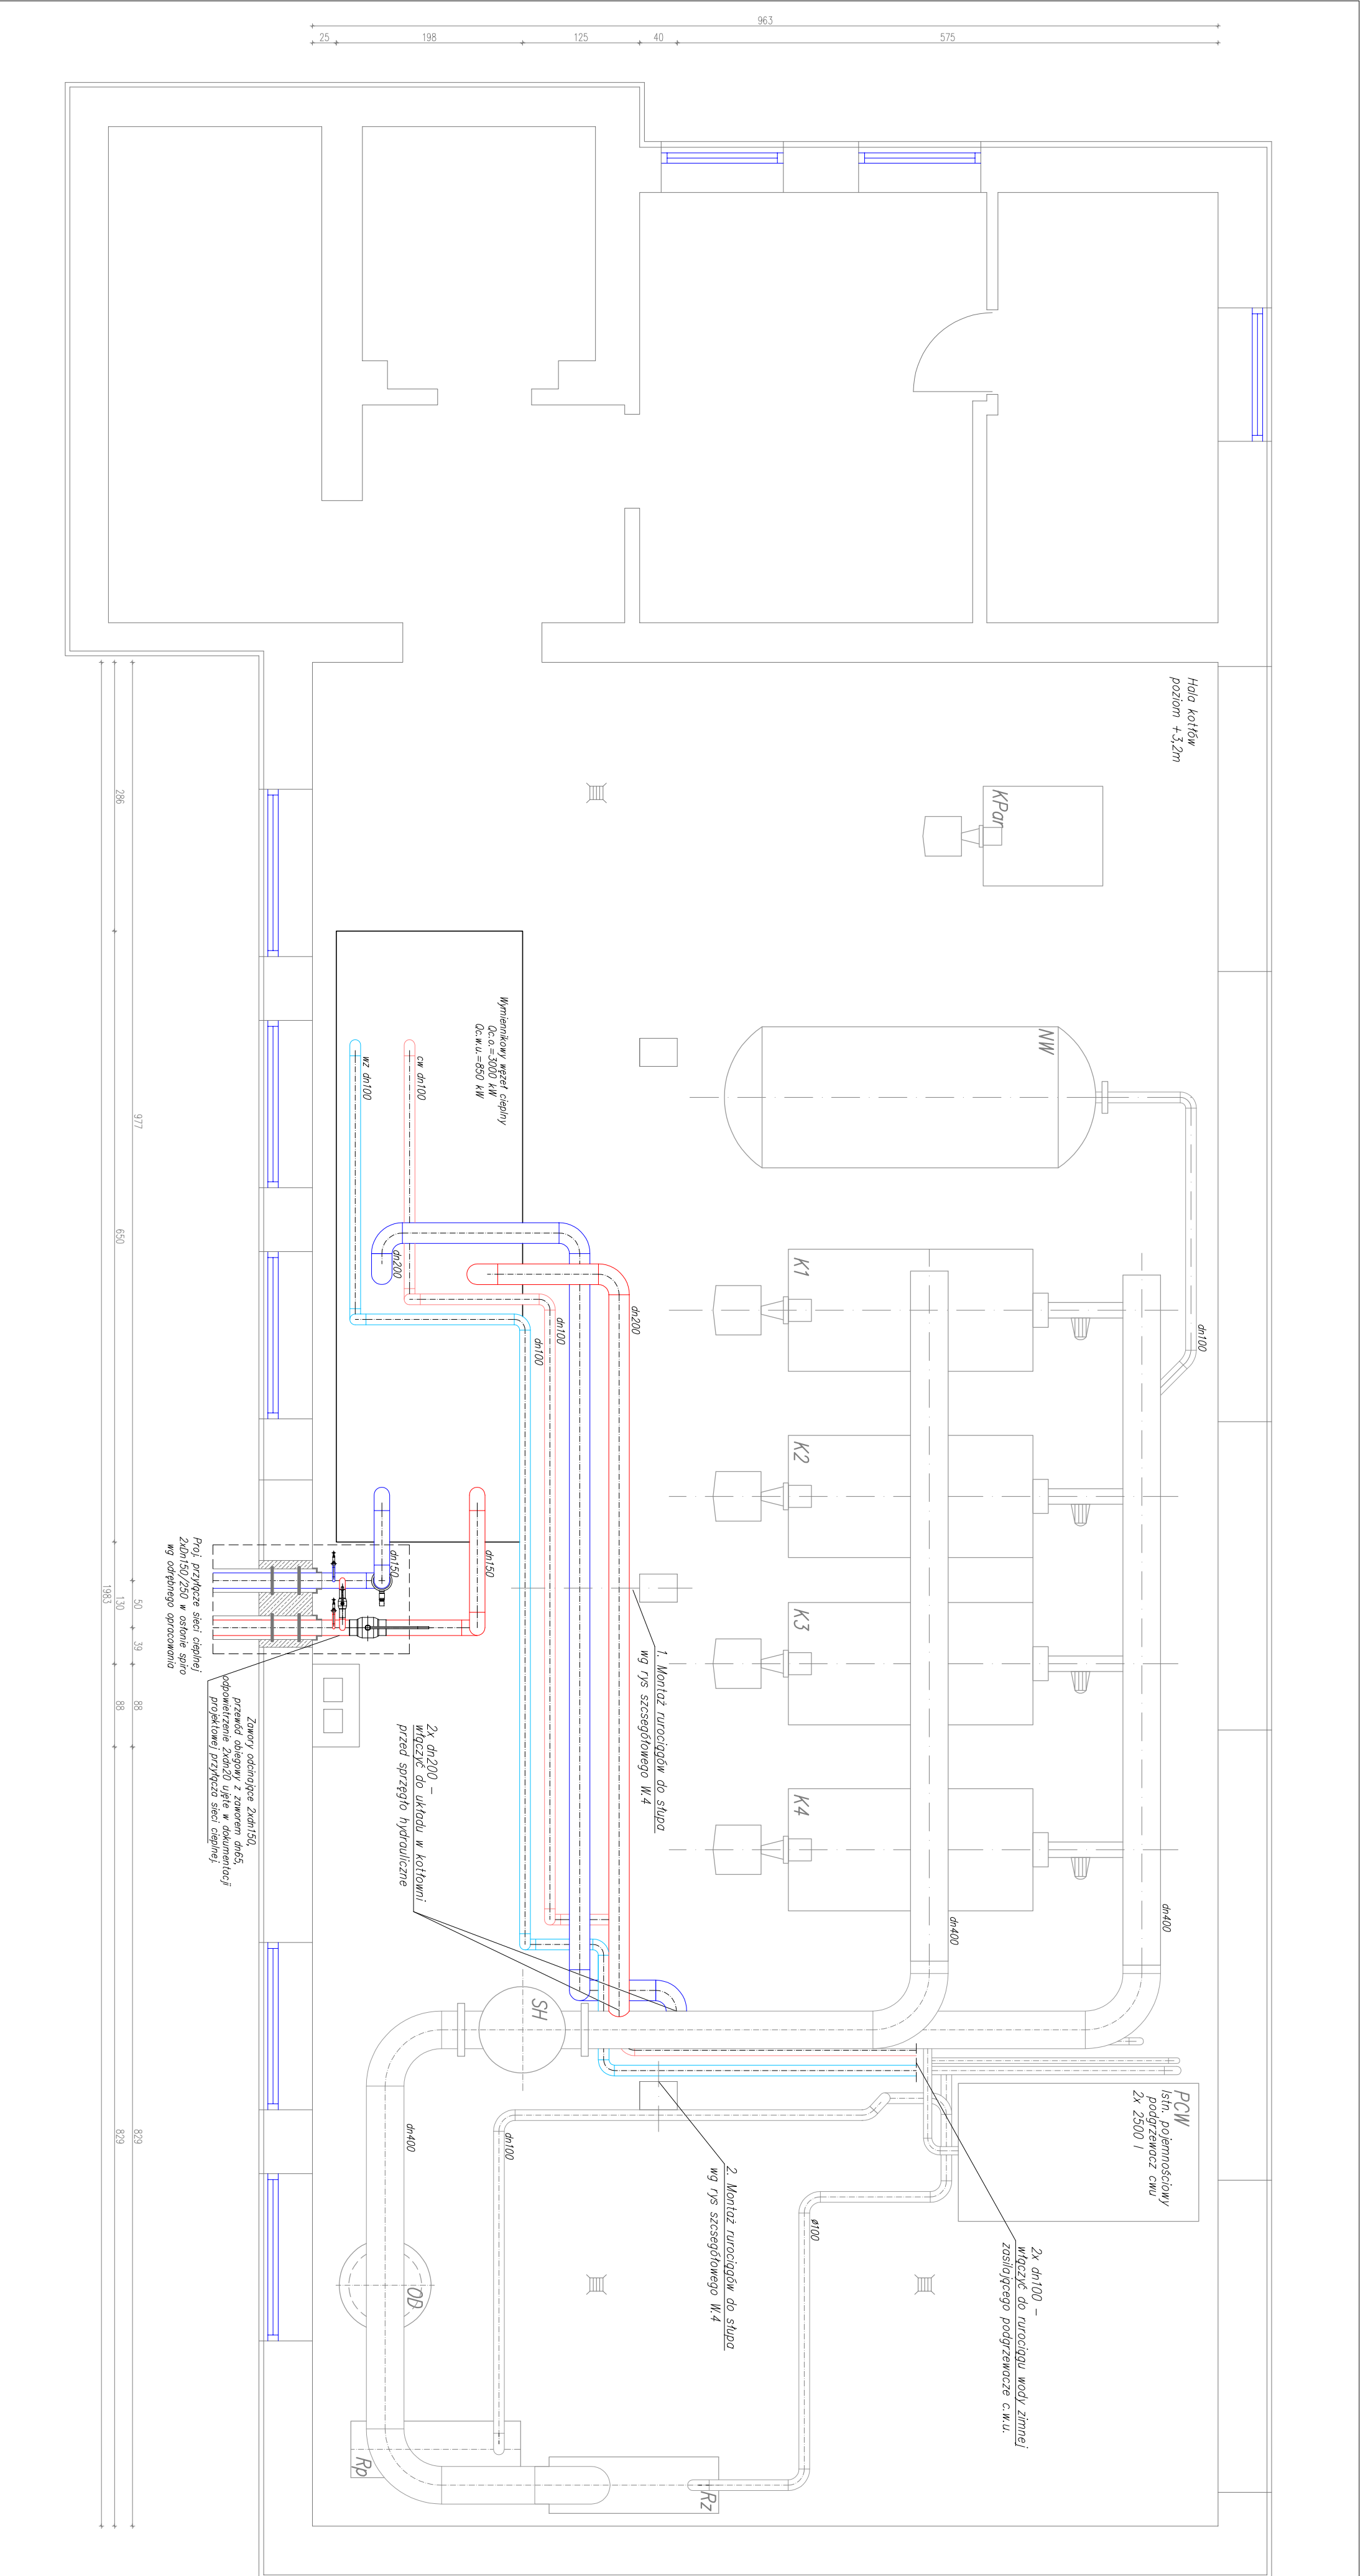 963
25
198
125
40
575
Hala kotłów
poziom +3,2m
KPar
NW
dn100
K1
K2
K3
K4
dn400
dn400
Wymiennikowy węzeł cieplny
Qc.o.=3000 kW
Qc.w.u.=850 kW
cw dn100
wz dn100
dn200
dn200
dn100
dn100
dn150
dn150
1. Montaż rurociągów do słupa
wg rys szcsegółowego W.4
2x dn200 –
włączyć do układu w kotłowni
przed sprzęgło hydrauliczne
Proj. przyłącze sieci cieplnej
2xDn150/250 w osłonie spiro
wg odrębnego opracowania
Zawory odcinające 2xdn150,
przewód obiegowy z zaworem dn65,
odpowietrzenie 2xdn20 ujęte w dokumentacji
projektowej przyłącza sieci cieplnej.
SH
PCW
Istn. pojemnościowy
podgrzewacz cwu
2x 2500 l
2x dn100 –
włączyć do rurociągu wody zimnej
zasilającego podgrzewacze c.w.u.
2. Montaż rurociągów do słupa
wg rys szcsegółowego W.4
ø100
dn100
dn400
OD
Rp
Rz
977
50
39
88
829
286
650
130
88
829
1983